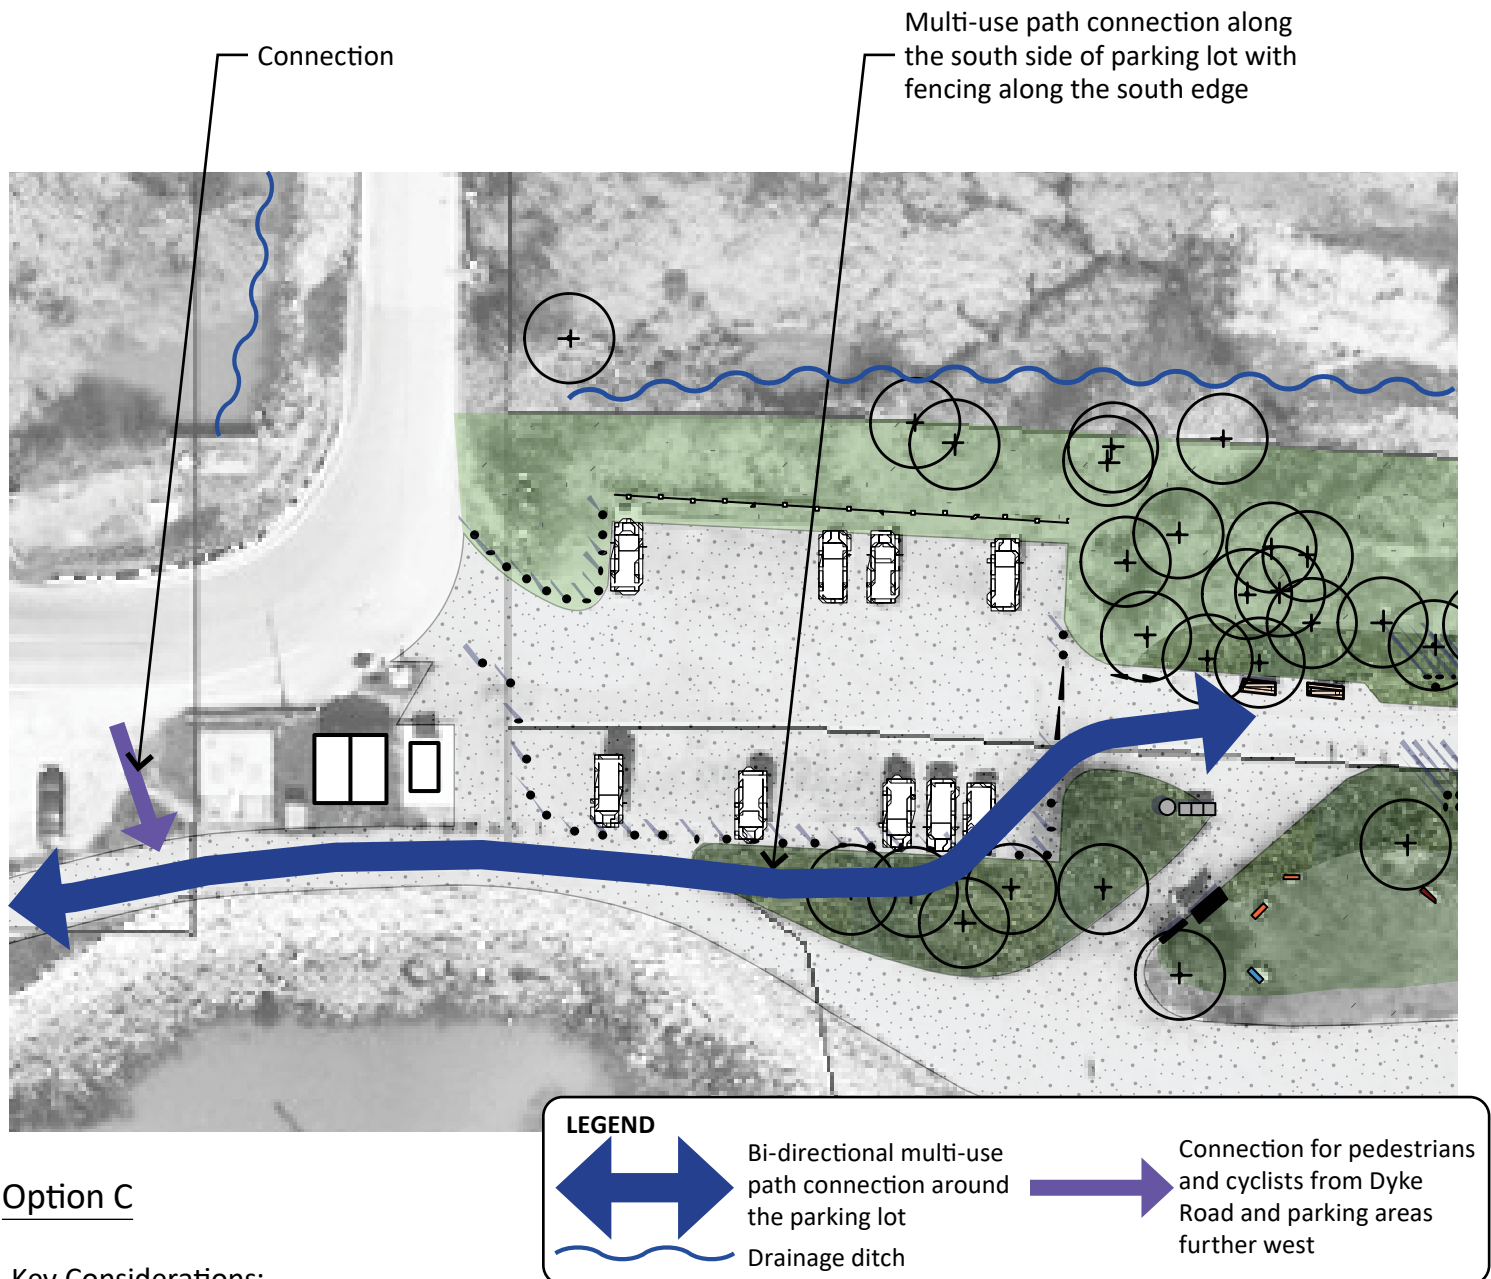 Connection
Multi-use path connection along
the south side of parking lot with
fencing along the south edge
LEGEND
Bi-directional multi-use
path connection around
the parking lot
Drainage ditch
Connection for pedestrians
and cyclists from Dyke
Road and parking areas
further west
Option C
Key Considerations: